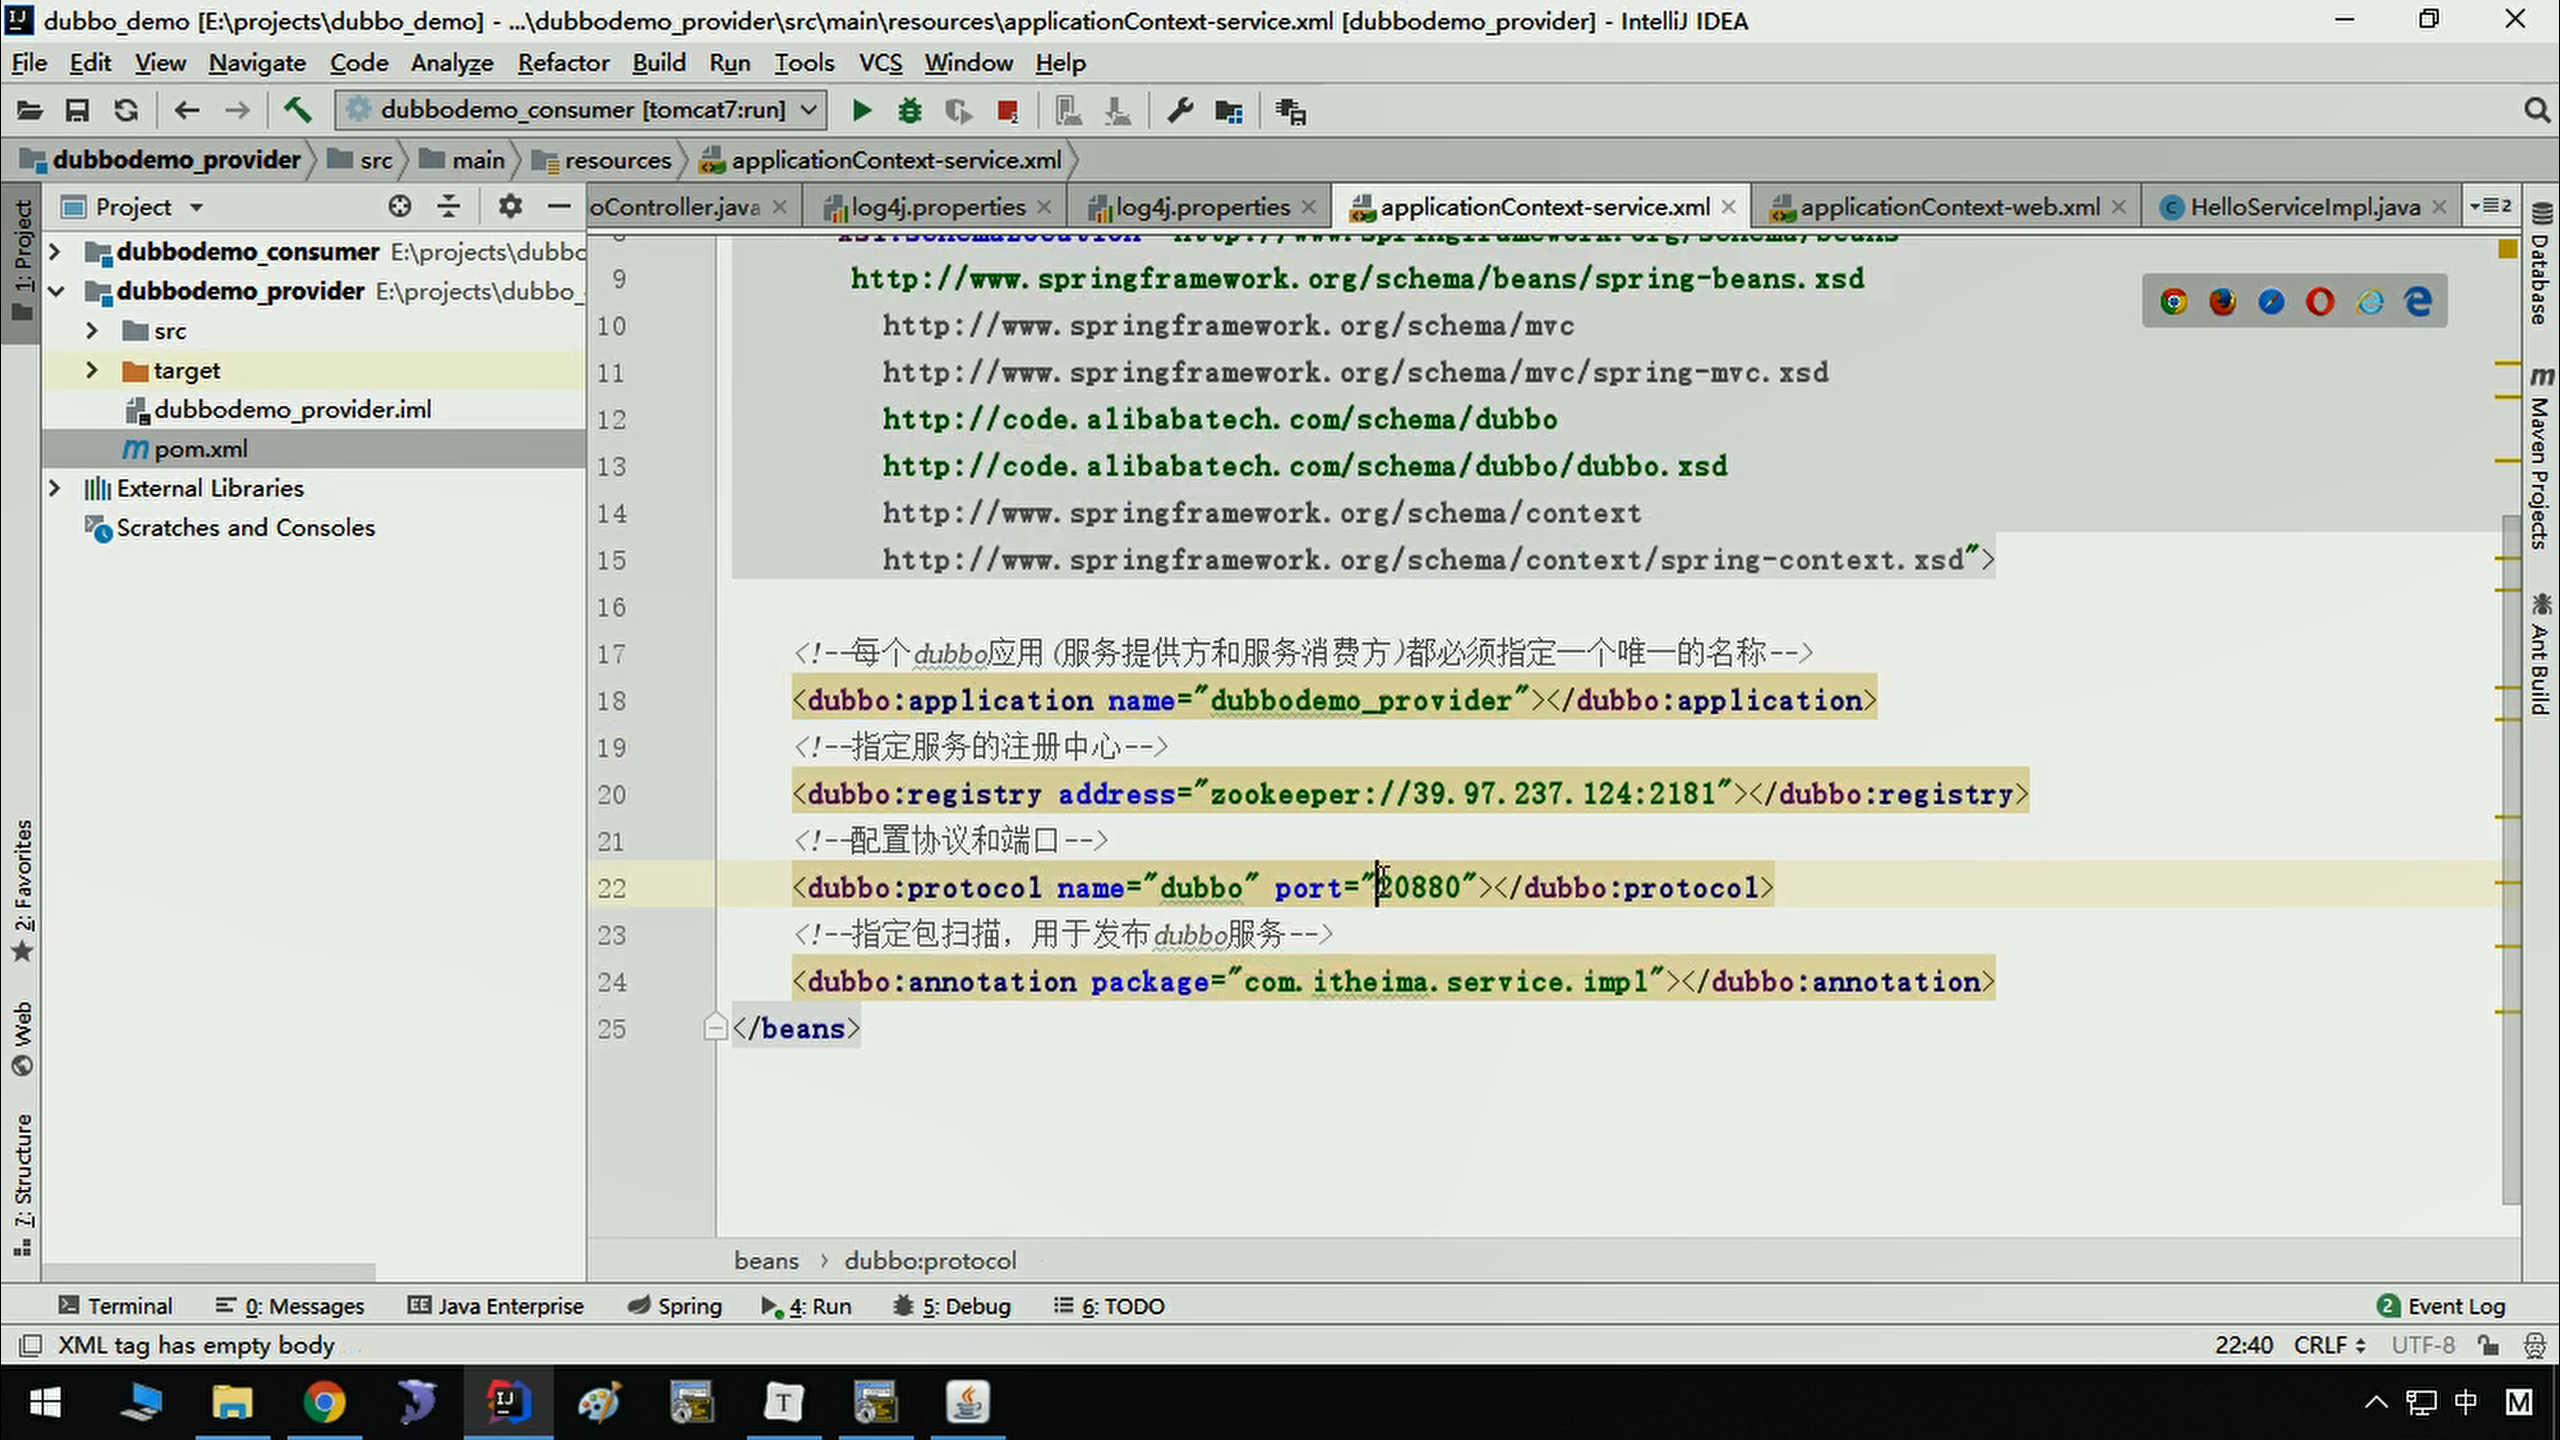 dubbo_demo [E:\projects\dubbo_demo] - ...\dubbodemo_provider\src\main\resources\applicationContext-service.xml [dubbodemo_provider] - IntelliJ IDEA
File Edit View Navigate Code Analyze Refactor Build Run Tools VCS Window Help
dubbodemo_consumer [tomcat7:run]
dubbodemo_provider src main resources applicationContext-service.xml
Project
oController.java log4j.properties log4j.properties applicationContext-service.xml applicationContext-web.xml HelloServiceImpl.java 2
1: Project
2: Favorites
Web
7: Structure
dubbodemo_consumer E:\projects\dubbo
dubbodemo_provider E:\projects\dubbo_
src
target
dubbodemo_provider.iml
pom.xml
External Libraries
Scratches and Consoles
9 http://www.springframework.org/schema/beans/spring-beans.xsd
10 http://www.springframework.org/schema/mvc
11 http://www.springframework.org/schema/mvc/spring-mvc.xsd
12 http://code.alibabatech.com/schema/dubbo
13 http://code.alibabatech.com/schema/dubbo/dubbo.xsd
14 http://www.springframework.org/schema/context
15 http://www.springframework.org/schema/context/spring-context.xsd">
16
17 <!--每个dubbo应用(服务提供方和服务消费方)都必须指定一个唯一的名称-->
18 <dubbo:application name="dubbodemo_provider"></dubbo:application>
19 <!--指定服务的注册中心-->
20 <dubbo:registry address="zookeeper://39.97.237.124:2181"></dubbo:registry>
21 <!--配置协议和端口-->
22 <dubbo:protocol name="dubbo" port="20880"></dubbo:protocol>
23 <!--指定包扫描，用于发布dubbo服务-->
24 <dubbo:annotation package="com.itheima.service.impl"></dubbo:annotation>
25 </beans>
Database
Maven Projects
Ant Build
beans › dubbo:protocol
Terminal 0: Messages Java Enterprise Spring 4: Run 5: Debug 6: TODO 2 Event Log
XML tag has empty body 22:40 CRLF UTF-8
中 M